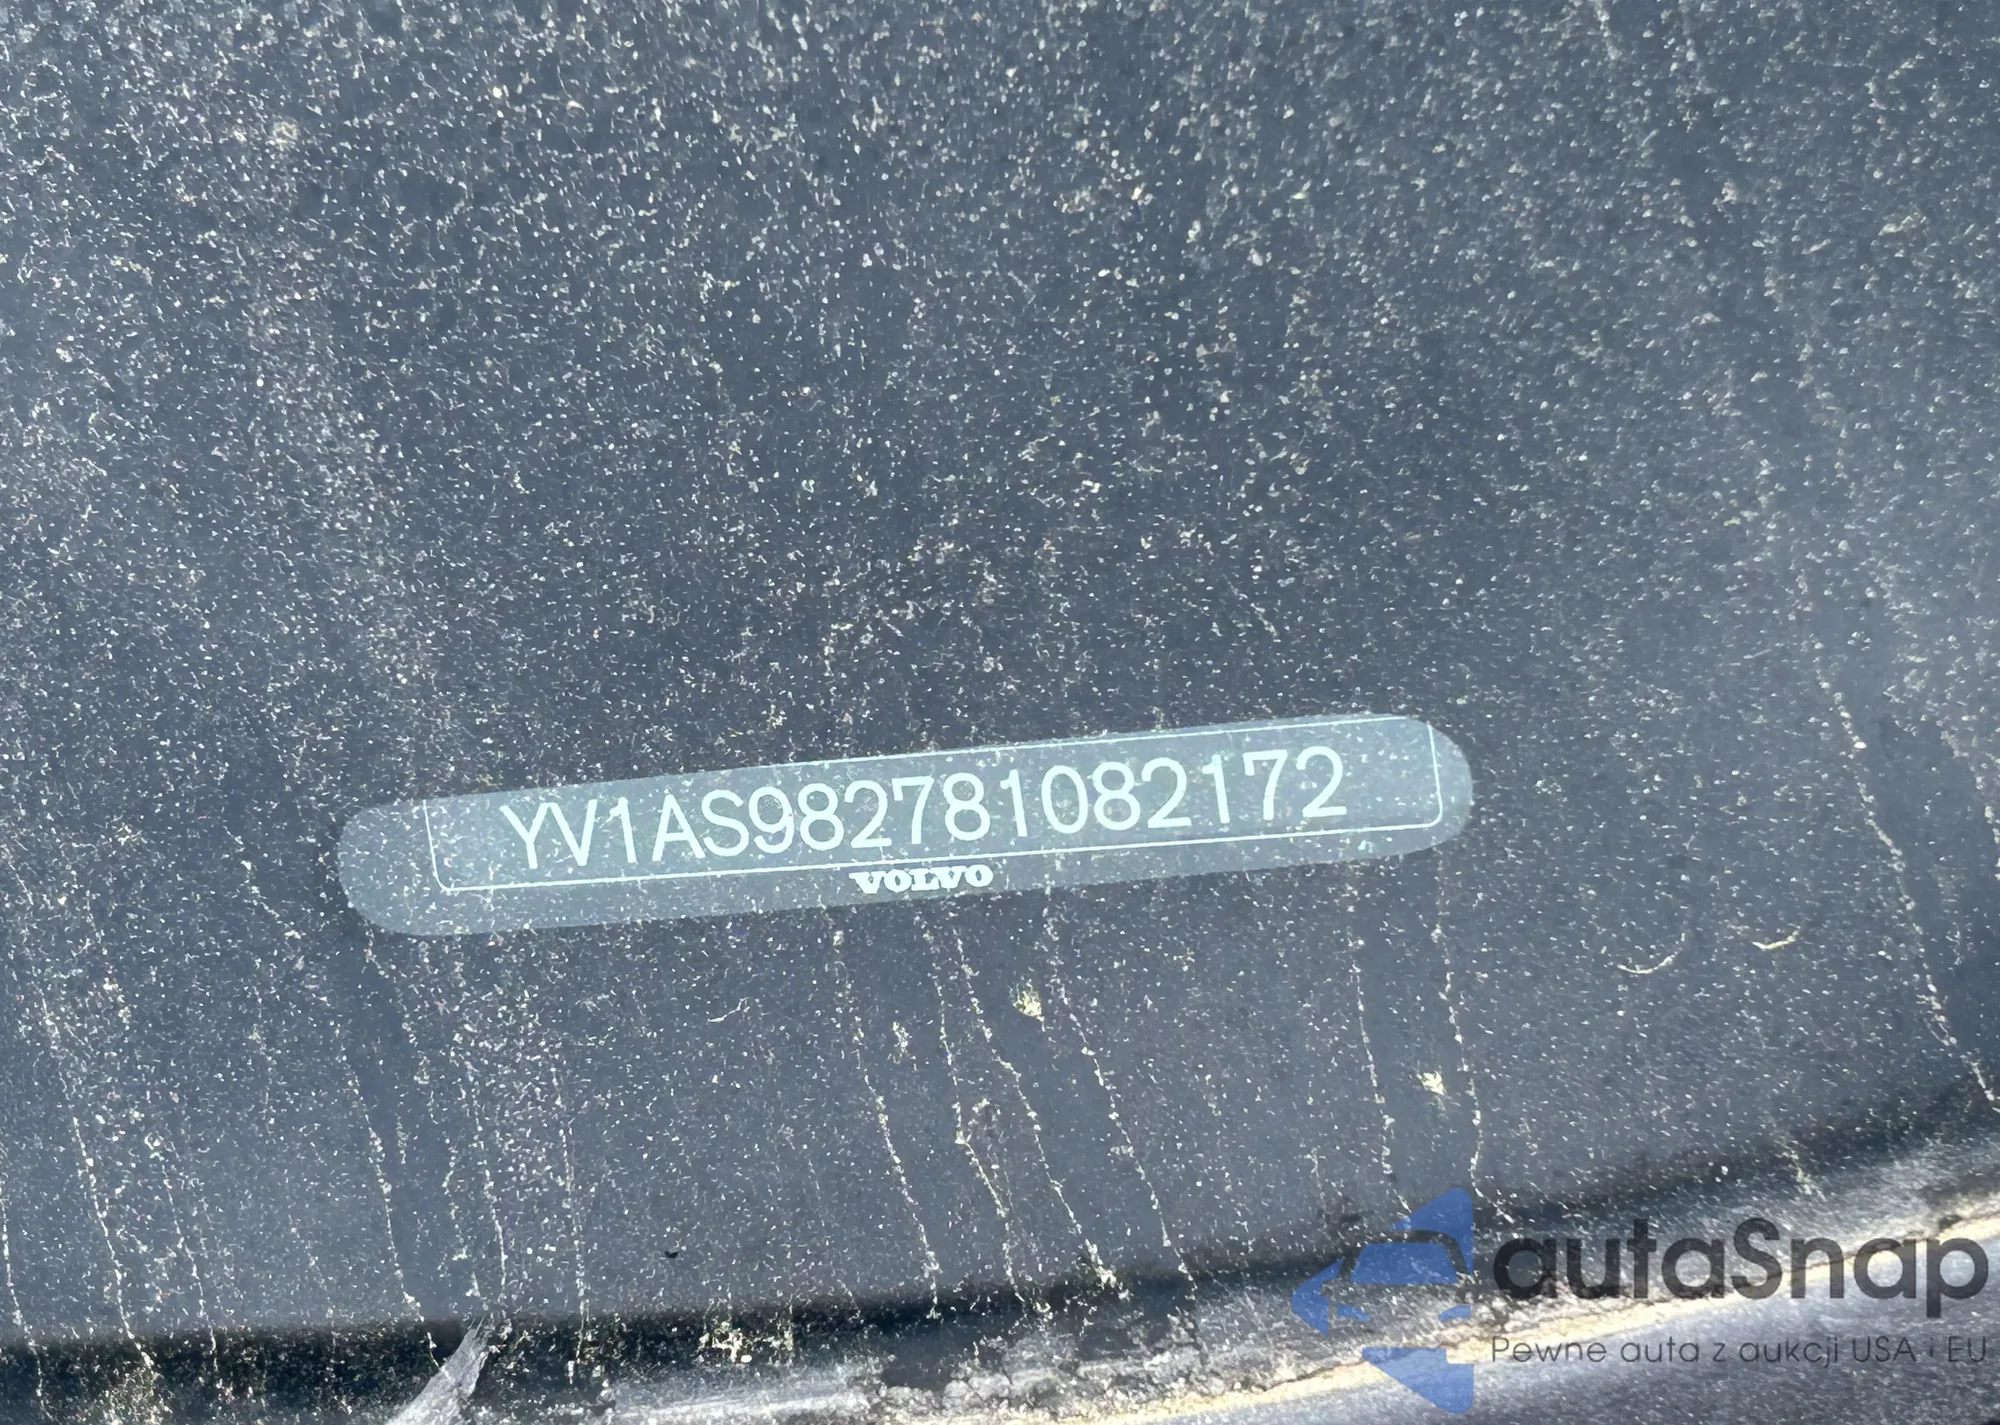 YV1AS982781082172
VOLVO
autaSnap
Pewne auta z aukcji USA i EU